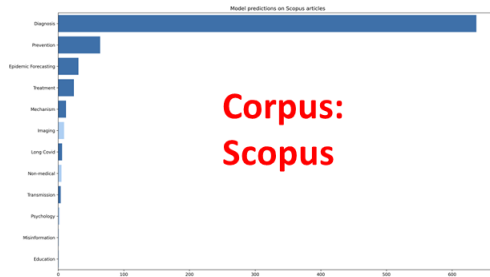 Model predictions on Scopus articles
Diagnosis
Prevention
Epidemic Forecasting
Treatment
Mechanism
Imaging
Long Covid
Non-medical
Transmission
Psychology
Misinformation
Education
Corpus:
Scopus
0 100 200 300 400 500 600